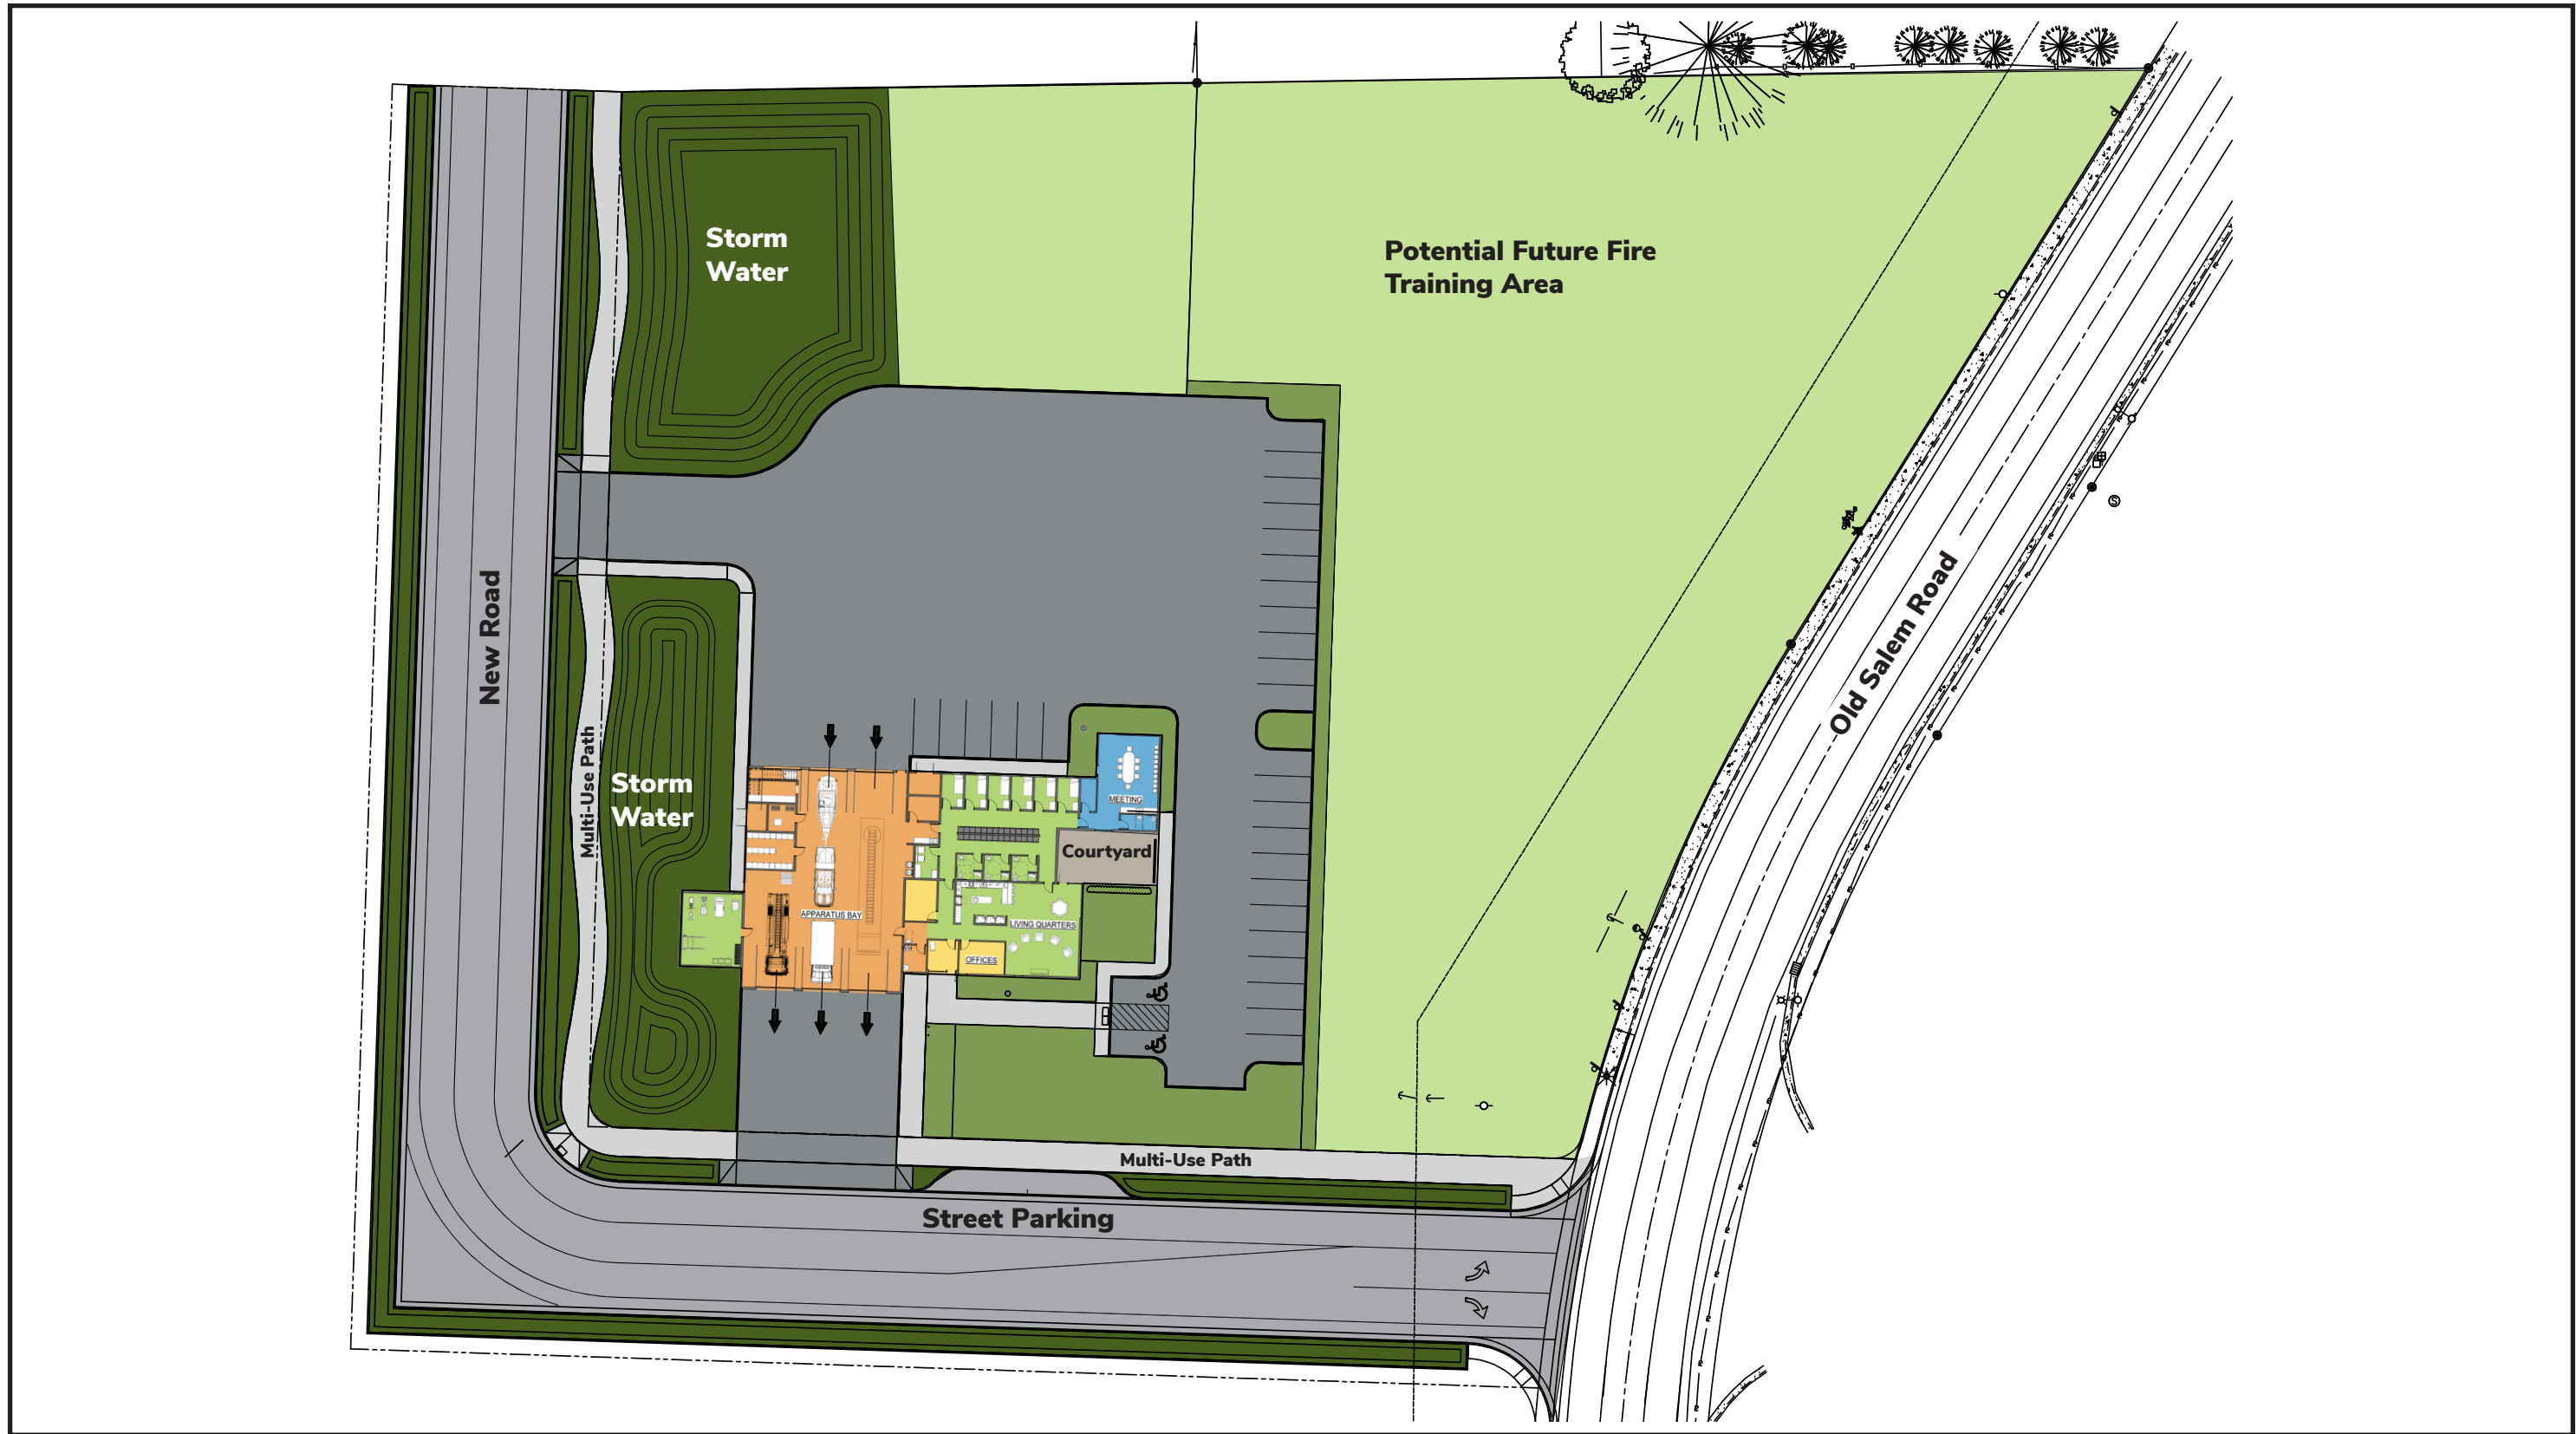 Storm
Water
Potential Future Fire
Training Area
New Road
Old Salem Road
Multi-Use Path
Storm
Water
MEETING
Courtyard
APPARATUS BAY
LIVING QUARTERS
OFFICES
Multi-Use Path
Street Parking